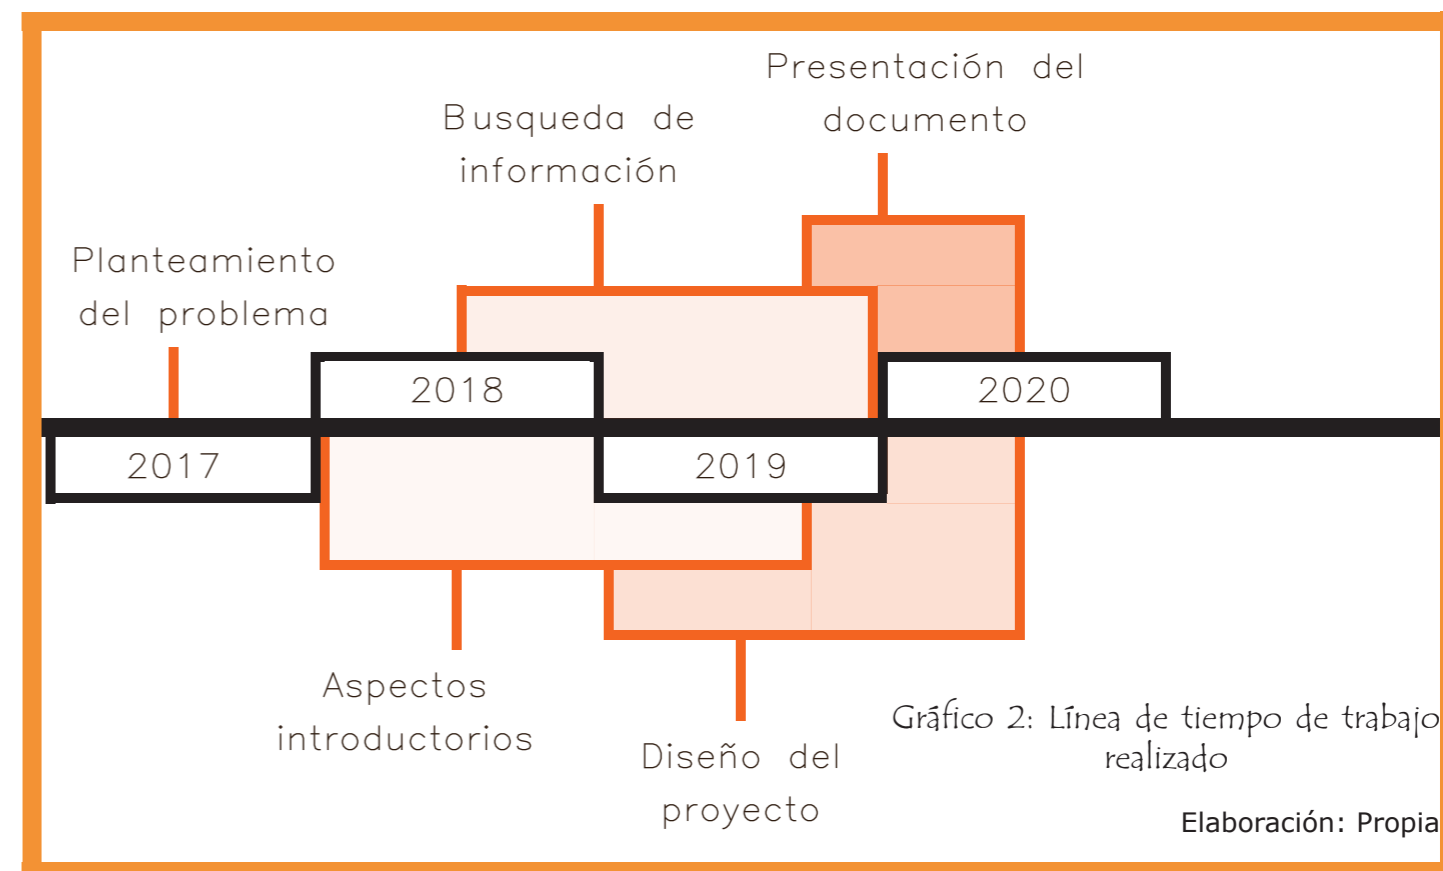 Presentación del
documento
Busqueda de
información
Planteamiento
del problema
2018
2020
2017
2019
Aspectos
introductorios
Diseño del
proyecto
Gráfico 2: Línea de tiempo de trabajo
realizado
Elaboración: Propia